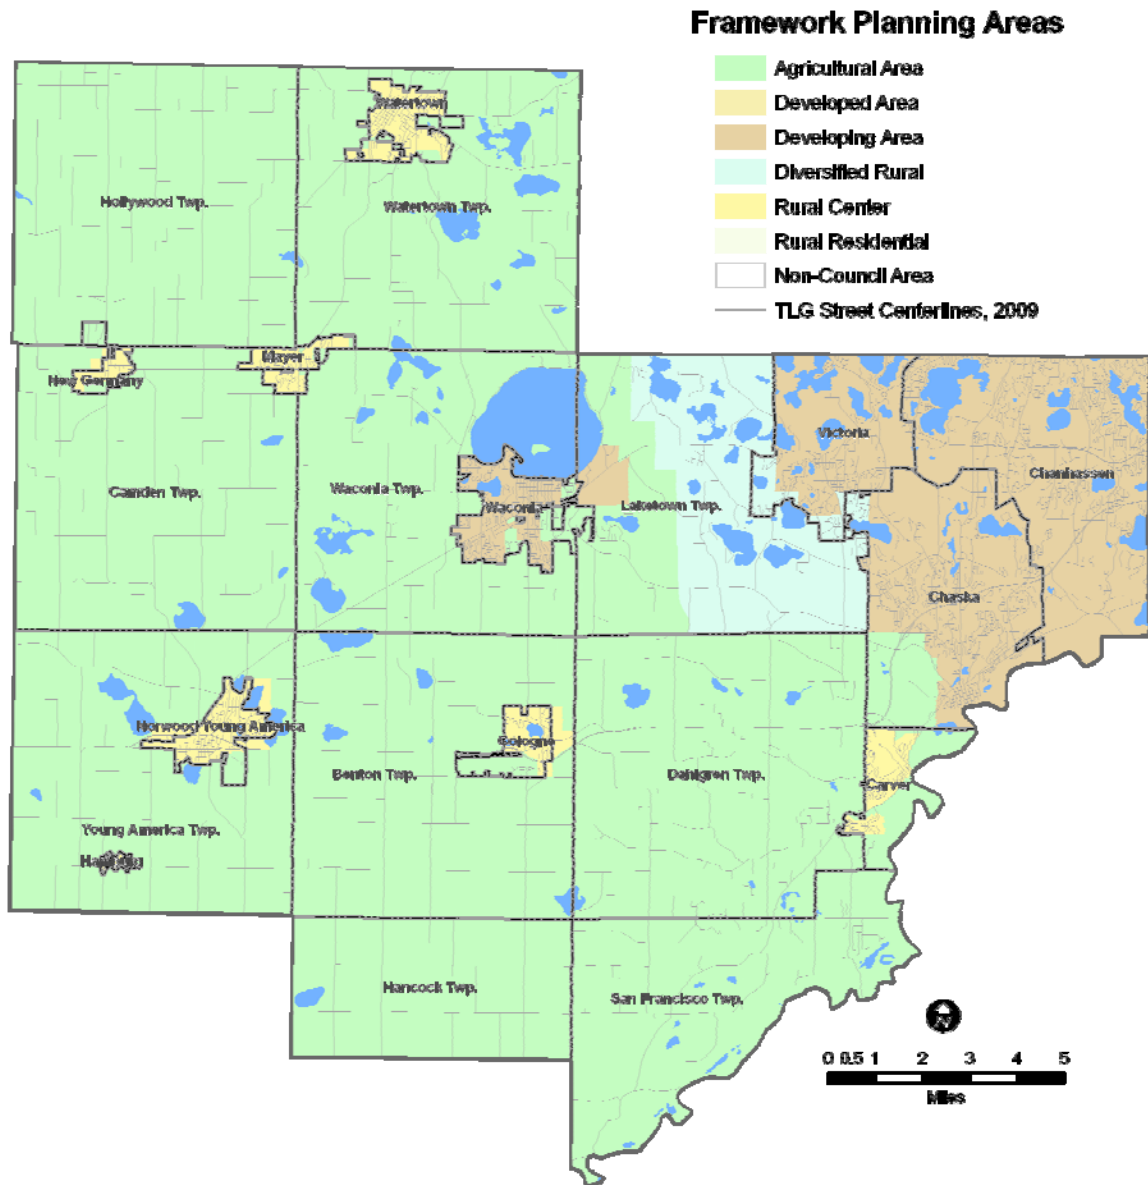 Framework Planning Areas
Agricultural Area
Developed Area
Developing Area
Diversified Rural
Rural Center
Rural Residential
Non-Council Area
TLG Street Centerlines, 2009
Watertown
Hollywood Twp.
Watertown Twp.
Mayer
New Germany
Victoria
Chanhassen
Camden Twp.
Waconia Twp.
Waconia
Laketown Twp.
Chaska
Norwood Young America
Cologne
Benton Twp.
Dahlgren Twp.
Carver
Young America Twp.
Hamburg
Hancock Twp.
San Francisco Twp.
N
0 0.5 1 2 3 4 5
Miles